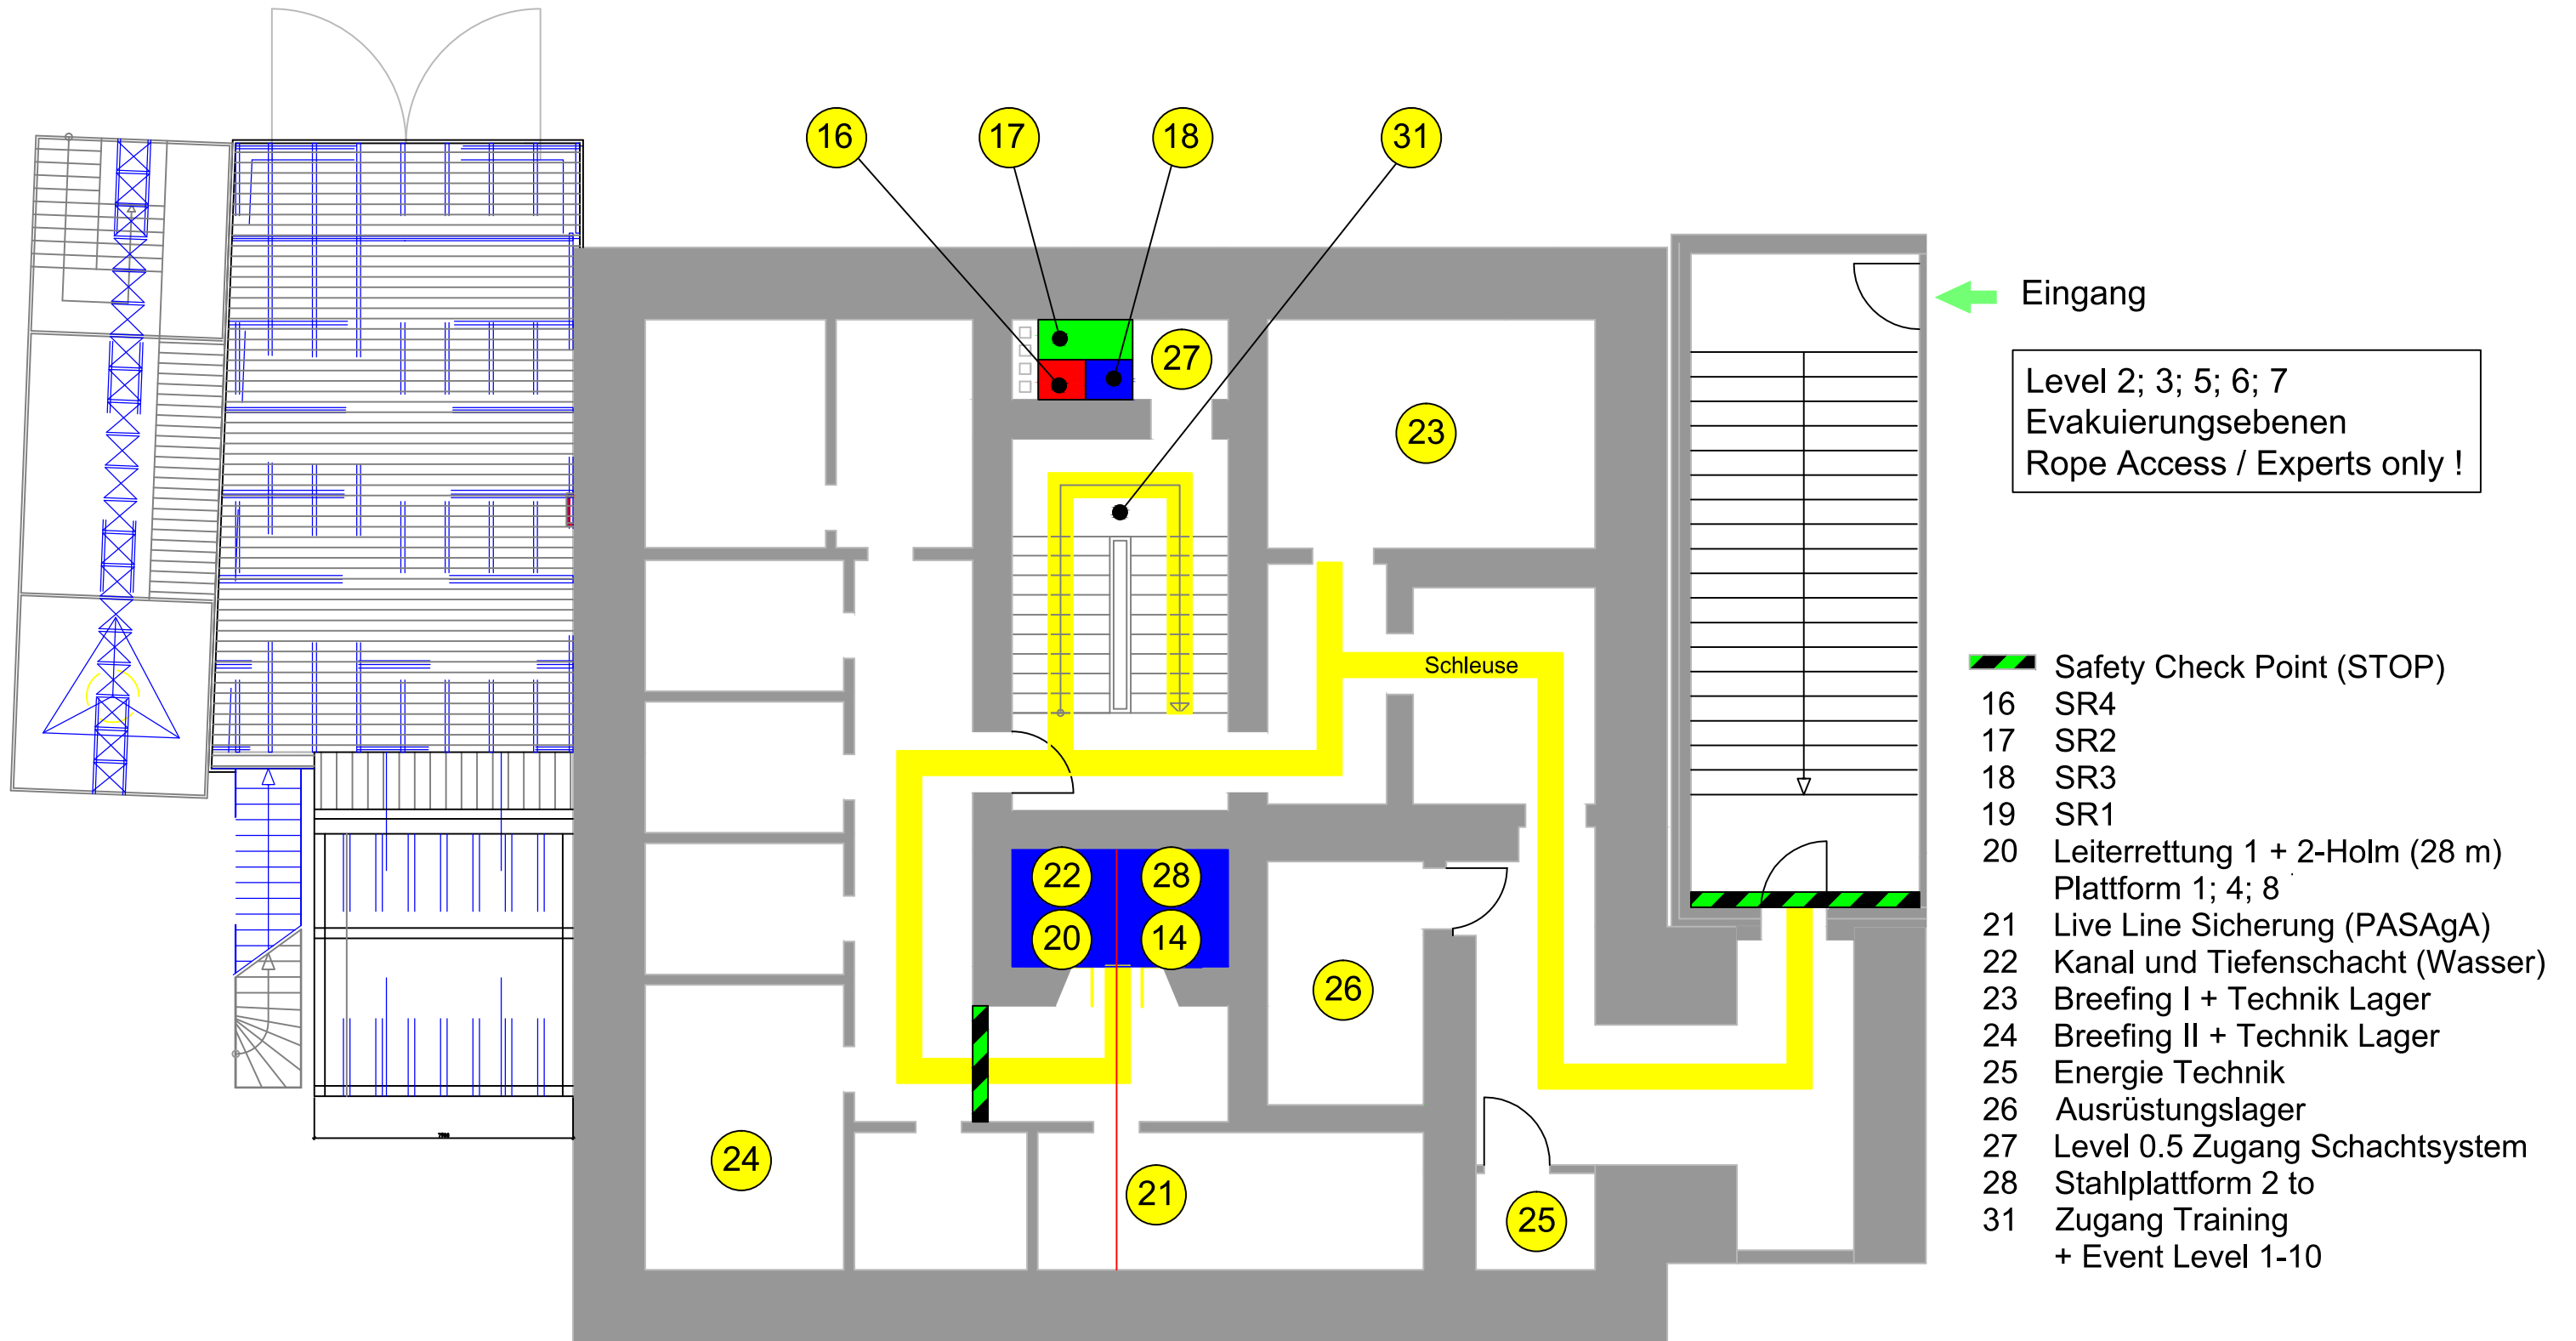 16
17
18
31
27
23
Eingang
Level 2; 3; 5; 6; 7
Evakuierungsebenen
Rope Access / Experts only !
Schleuse
22
28
20
14
26
24
21
25
Safety Check Point (STOP)
16 SR4
17 SR2
18 SR3
19 SR1
20 Leiterrettung 1 + 2-Holm (28 m)
Plattform 1; 4; 8
21 Live Line Sicherung (PASAgA)
22 Kanal und Tiefenschacht (Wasser)
23 Breefing I + Technik Lager
24 Breefing II + Technik Lager
25 Energie Technik
26 Ausrüstungslager
27 Level 0.5 Zugang Schachtsystem
28 Stahlplattform 2 to
31 Zugang Training
+ Event Level 1-10